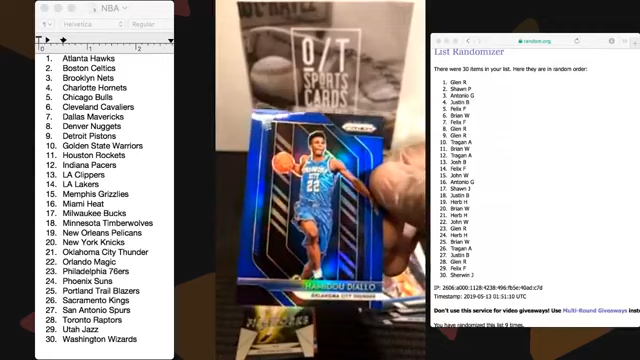 NBA
Helvetica
Regular
0
1
2
1. Atlanta Hawks
2. Boston Celtics
3. Brooklyn Nets
4. Charlotte Hornets
5. Chicago Bulls
6. Cleveland Cavaliers
7. Dallas Mavericks
8. Denver Nuggets
9. Detroit Pistons
10. Golden State Warriors
11. Houston Rockets
12. Indiana Pacers
13. LA Clippers
14. LA Lakers
15. Memphis Grizzlies
16. Miami Heat
17. Milwaukee Bucks
18. Minnesota Timberwolves
19. New Orleans Pelicans
20. New York Knicks
21. Oklahoma City Thunder
22. Orlando Magic
23. Philadelphia 76ers
24. Phoenix Suns
25. Portland Trail Blazers
26. Sacramento Kings
27. San Antonio Spurs
28. Toronto Raptors
29. Utah Jazz
30. Washington Wizards
O/T
SPORTS
CARDS
PRIZM
22
HAMIDOU DIALLO
OKLAHOMA CITY THUNDER
random.org
List Randomizer
There were 30 items in your list. Here they are in random order:
1. Glen R
2. Shawn P
3. Antonio G
4. Justin B
5. Felix F
6. Brian W
7. Felix F
8. Glen R
9. Glen R
10. Tragan A
11. Brian W
12. Tragan A
13. Josh B
14. Felix F
15. John W
16. Antonio G
17. Shawn J
18. Justin B
19. Herb H
20. Brian W
21. Herb H
22. John W
23. Glen R
24. Herb H
25. Brian W
26. Tragan A
27. Justin B
28. Glen R
29. Felix F
30. Sherwin J
Timestamp: 2019-05-13 01:51:10 UTC
Don't use this service for video giveaways! Use Multi-Round Giveaways
You have randomized this list 9 times.